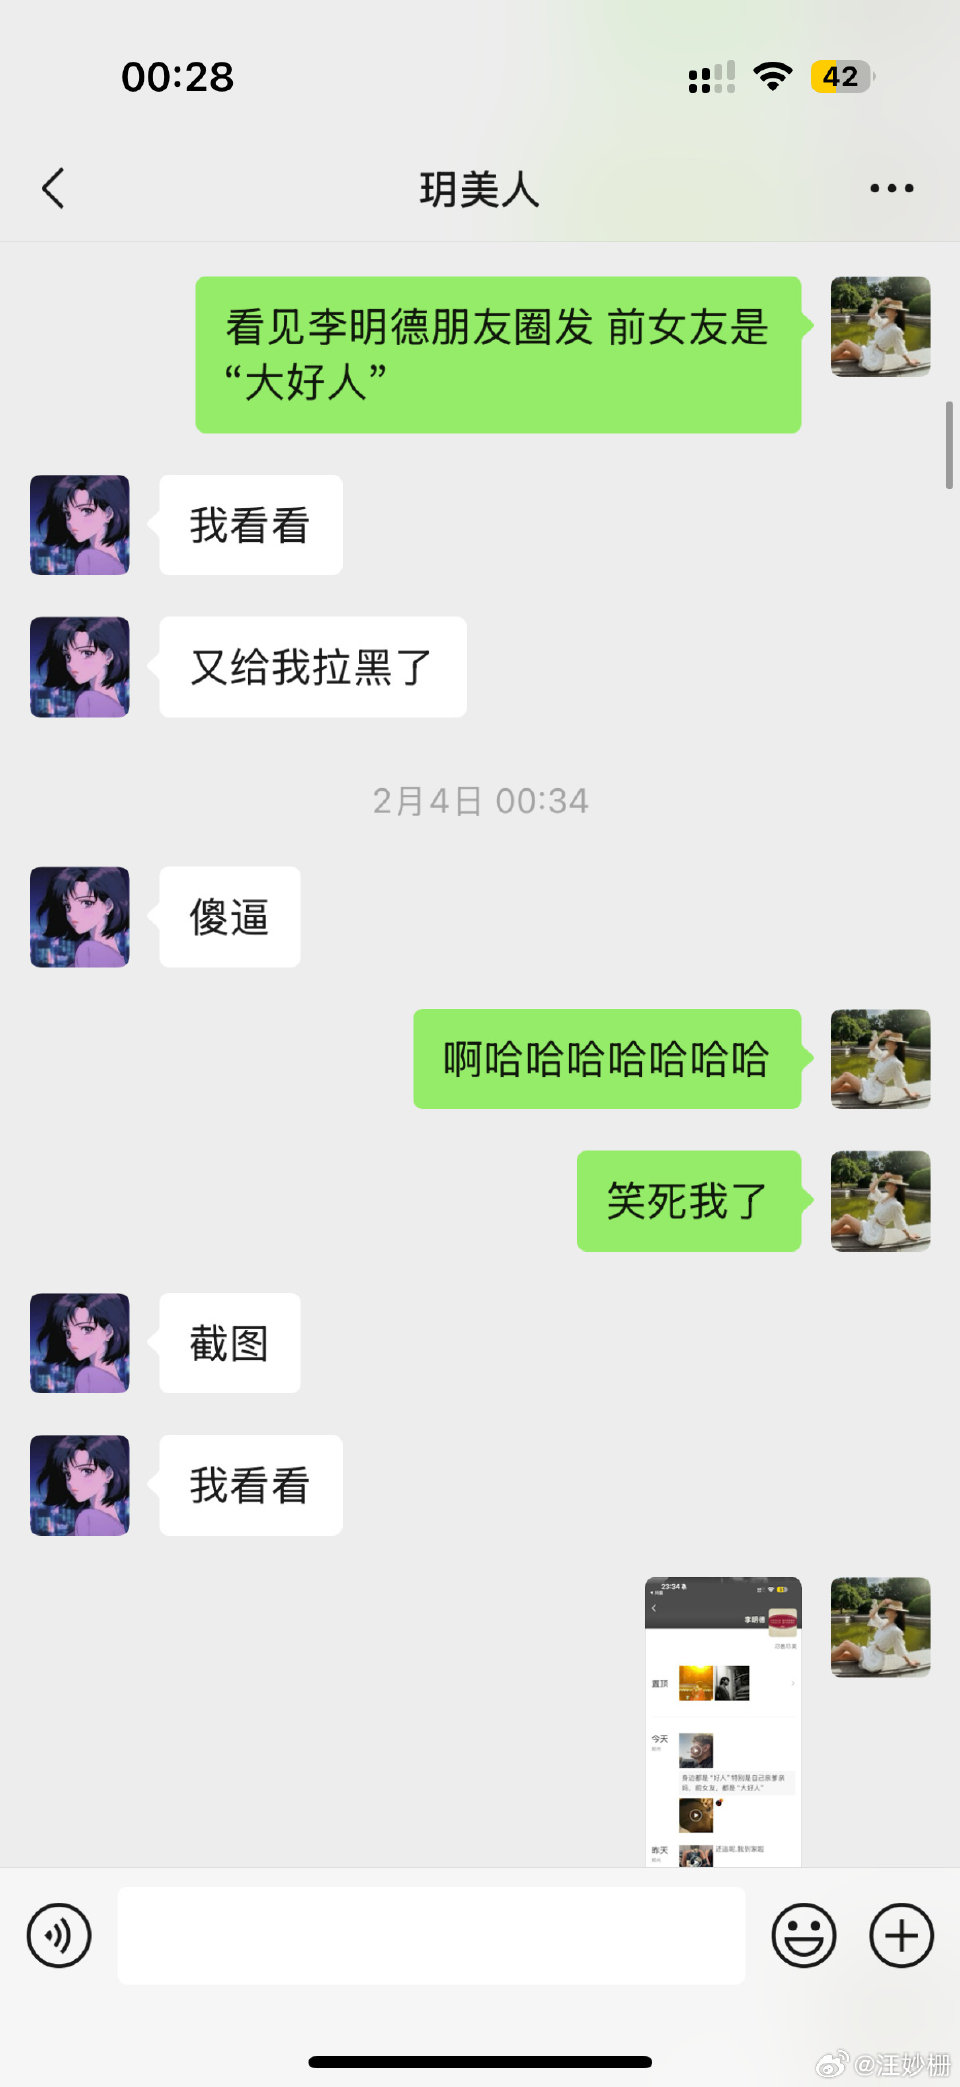 00:28
42
玥美人
看见李明德朋友圈发 前女友是
“大好人”
我看看
又给我拉黑了
2月4日 00:34
傻逼
啊哈哈哈哈哈哈哈
笑死我了
截图
我看看
23:34
李明德
置顶
今天
身边都是“好人”特别是自己亲爹亲
妈，前女友，都是“大好人”
昨天
@汪妙栅